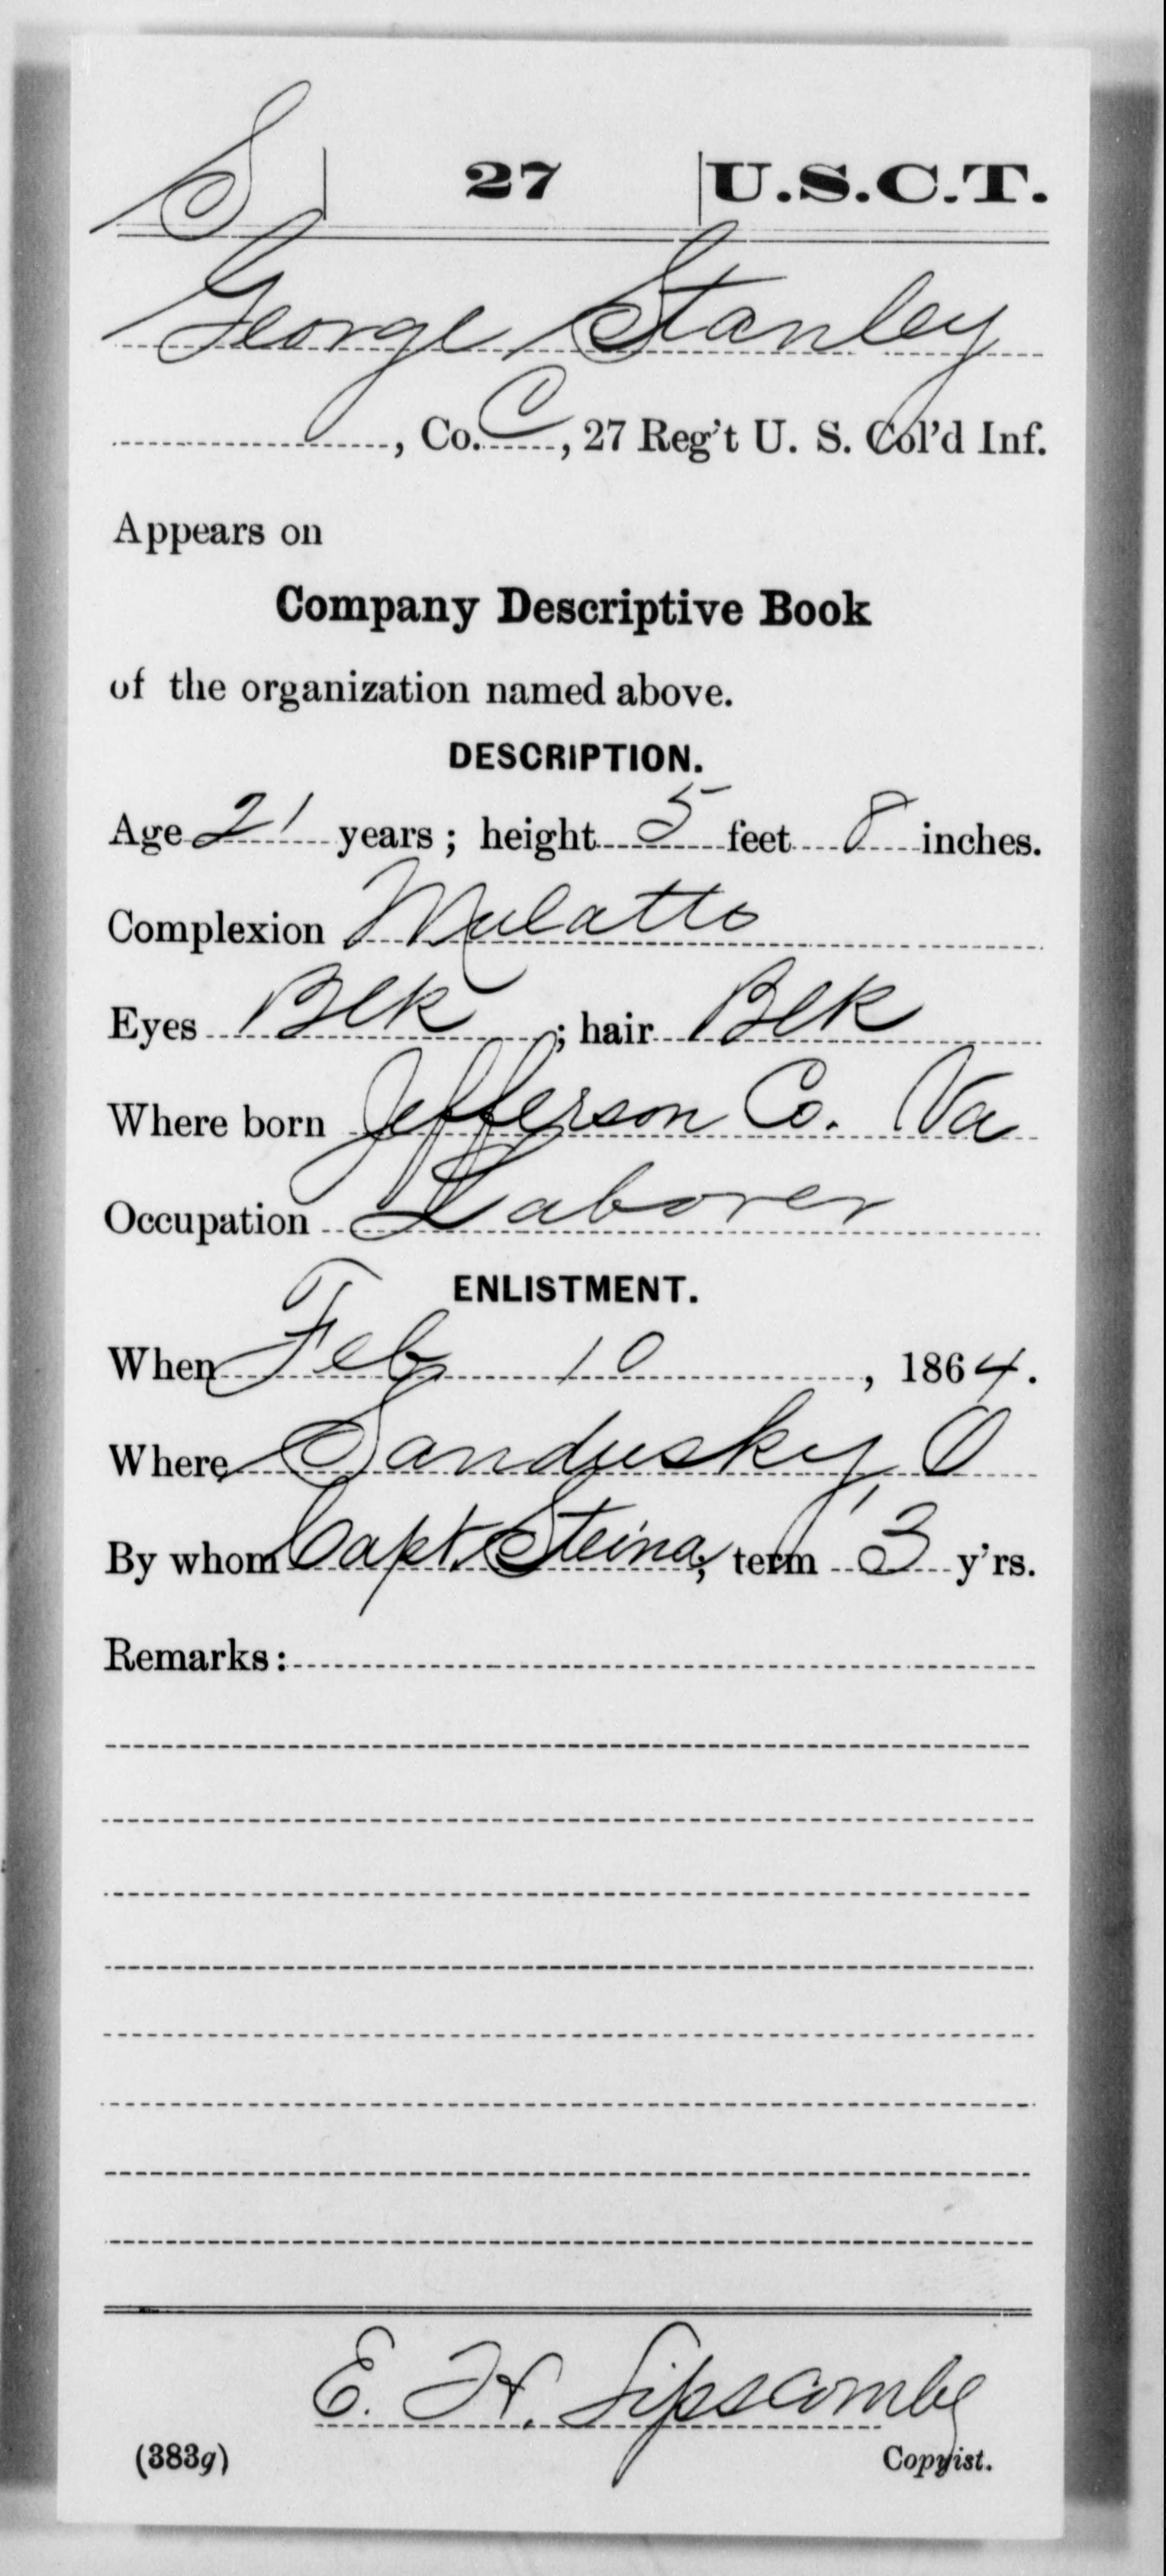 S 27 U.S.C.T.
George Stanley
, Co. C, 27 Reg't U. S. Col'd Inf.
Appears on
Company Descriptive Book
of the organization named above.
DESCRIPTION.
Age 21 years; height 5 feet 8 inches.
Complexion Mulatto
Eyes Blk; hair Blk
Where born Jefferson Co. Va
Occupation Laborer
ENLISTMENT.
When Feb 10, 1864.
Where Sandusky, O
By whom Capt. Steina; term 3 y'rs.
Remarks:
E. H. Lipscombe
(383g) Copyist.